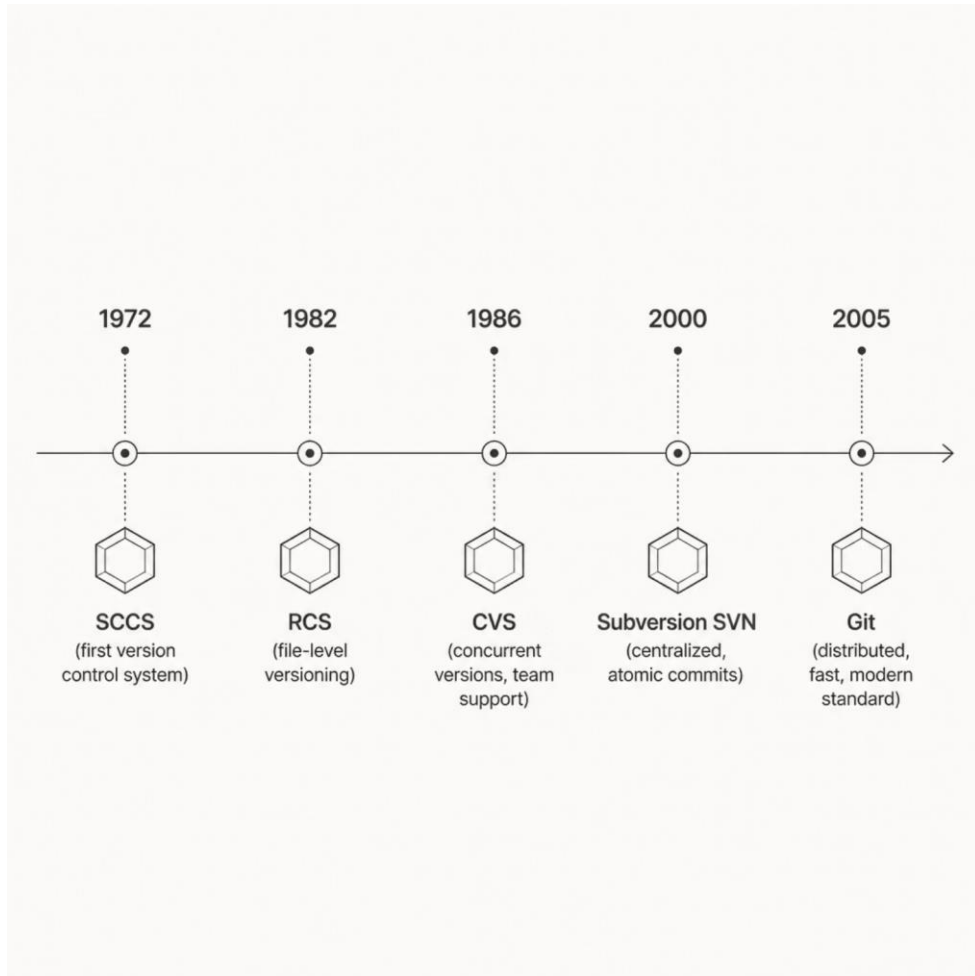 1972
1982
1986
2000
2005
SCCS
(first version
control system)
RCS
(file-level
versioning)
CVS
(concurrent
versions, team
support)
Subversion SVN
(centralized,
atomic commits)
Git
(distributed,
fast, modern
standard)